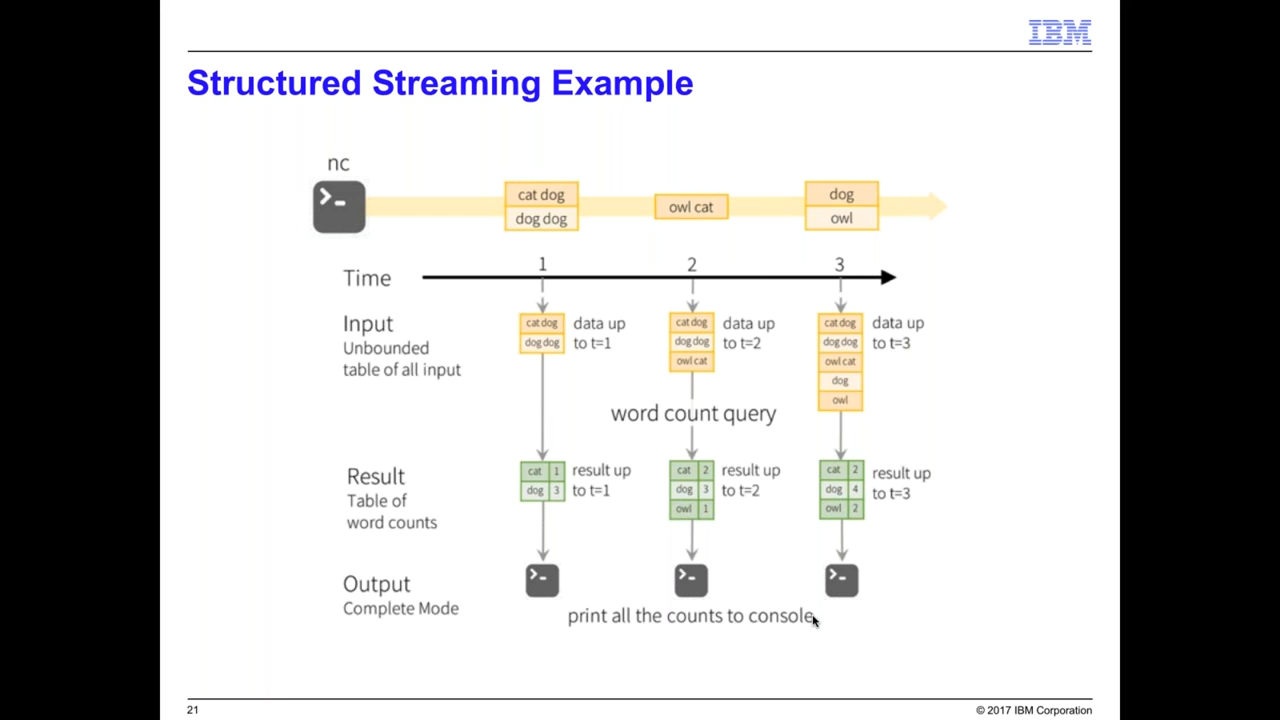 IBM
Structured Streaming Example
nc
>-
cat dog
dog dog
owl cat
dog
owl
Time
1
2
3
Input
Unbounded
table of all input
cat dog
dog dog
data up
to t=1
cat dog
dog dog
owl cat
data up
to t=2
cat dog
dog dog
owl cat
dog
owl
data up
to t=3
word count query
Result
Table of
word counts
cat 1
dog 3
result up
to t=1
cat 2
dog 3
owl 1
result up
to t=2
cat 2
dog 4
owl 2
result up
to t=3
Output
Complete Mode
>-
>-
>-
print all the counts to console
21
© 2017 IBM Corporation